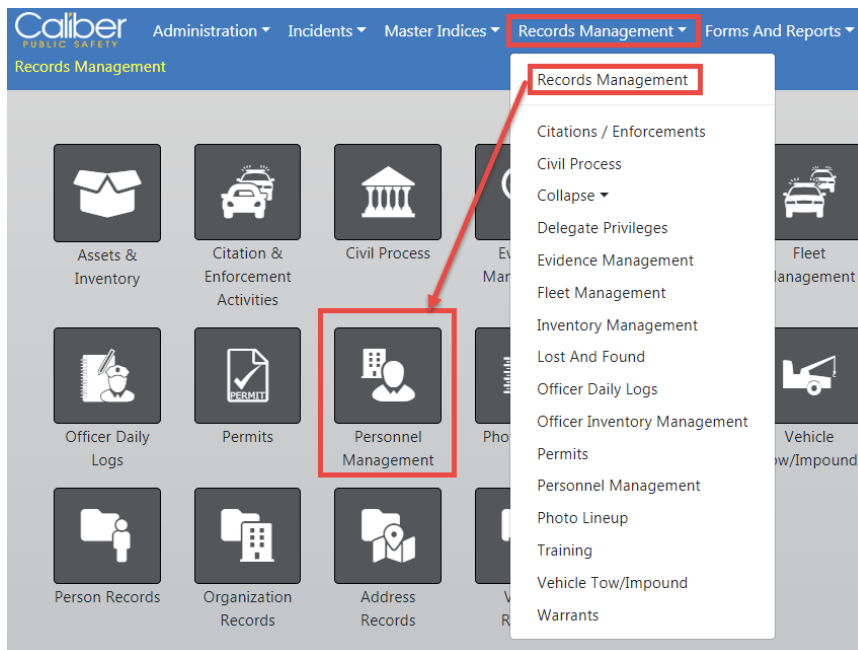 Caliber
PUBLIC SAFETY
Administration Incidents Master Indices Records Management Forms And Reports
Records Management
Records Management
Citations / Enforcements
Civil Process
Collapse
Delegate Privileges
Evidence Management
Fleet Management
Inventory Management
Lost And Found
Officer Daily Logs
Officer Inventory Management
Permits
Personnel Management
Photo Lineup
Training
Vehicle Tow/Impound
Warrants
Assets &
Inventory
Citation &
Enforcement
Activities
Civil Process
Fleet
PERMIT
Officer Daily
Logs
Permits
Personnel
Management
Vehicle
Person Records
Organization
Records
Address
Records